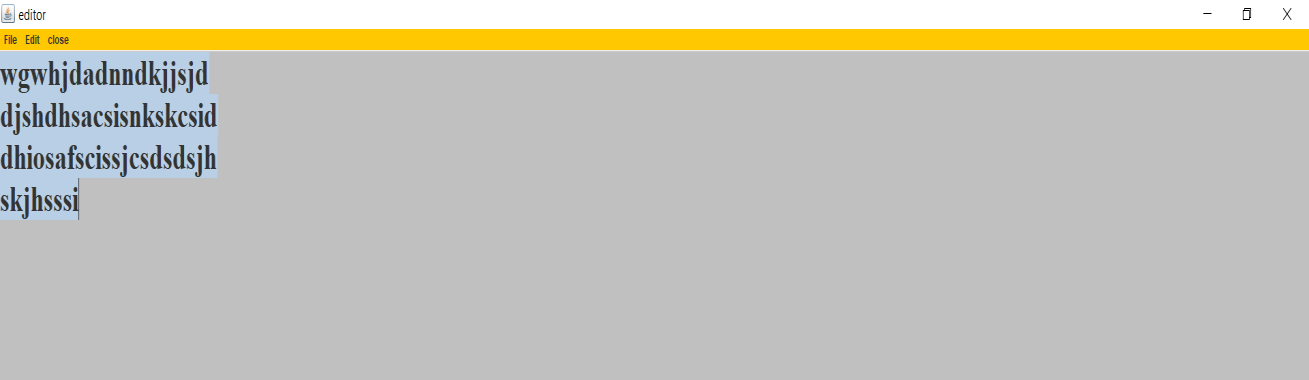 editor
File Edit close
wgwhjdadnndkjjsjd
djshdhsacsisnkskcsid
dhiosafscissjcsdsdsjh
skjhsssi